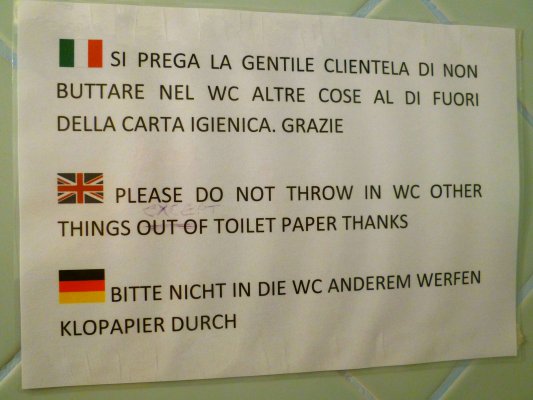 SI PREGA LA GENTILE CLIENTELA DI NON
BUTTARE NEL WC ALTRE COSE AL DI FUORI
DELLA CARTA IGIENICA. GRAZIE
PLEASE DO NOT THROW IN WC OTHER
EXCEPT
THINGS OUT OF TOILET PAPER THANKS
BITTE NICHT IN DIE WC ANDEREM WERFEN
KLOPAPIER DURCH